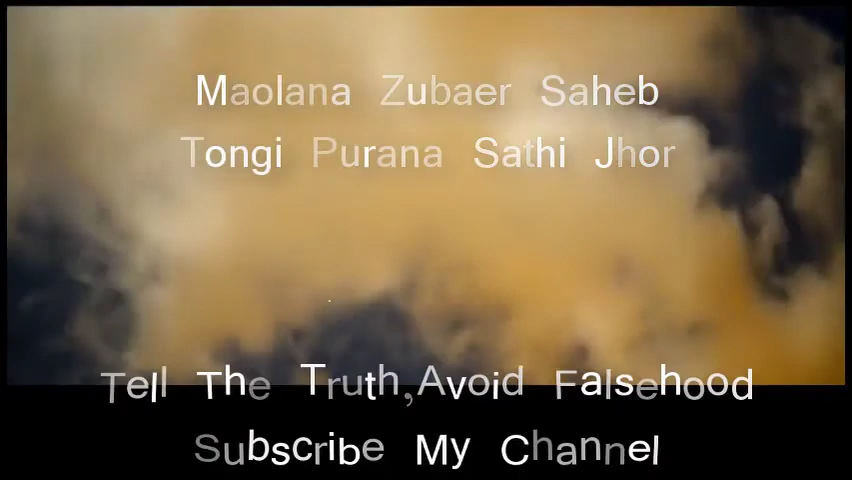 Maolana Zubaer Saheb
Tongi Purana Sathi Jhor
Tell The Truth,Avoid Falsehood
Subscribe My Channel